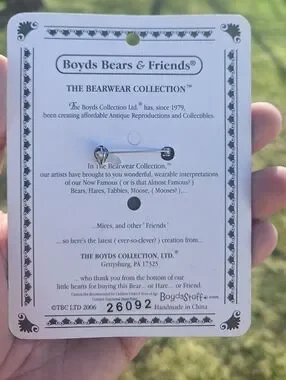 Boyds Bears & Friends®
THE BEARWEAR COLLECTION™
The Boyds Collection Ltd.® has, since 1979,
been creating affordable Antique Reproductions and Collectibles.
In The Bearwear Collection,™
our artists have brought to you wonderful, wearable interpretations
of our Now Famous ( or is that Almost Famous? )
Bears, Hares, Tabbies, Moose, ( Mooses? )...
...Mices, and other ' Friends '
... so here's the latest ( ever-so-clever? ) creation from...
THE BOYDS COLLECTION, LTD.®
Gettysburg, PA 17325
... who thank you from the bottom of our
little hearts for buying this Bear... or Hare... or Friend.
BoydsStuff.com
©TBC LTD 2006 26092 Handmade in China